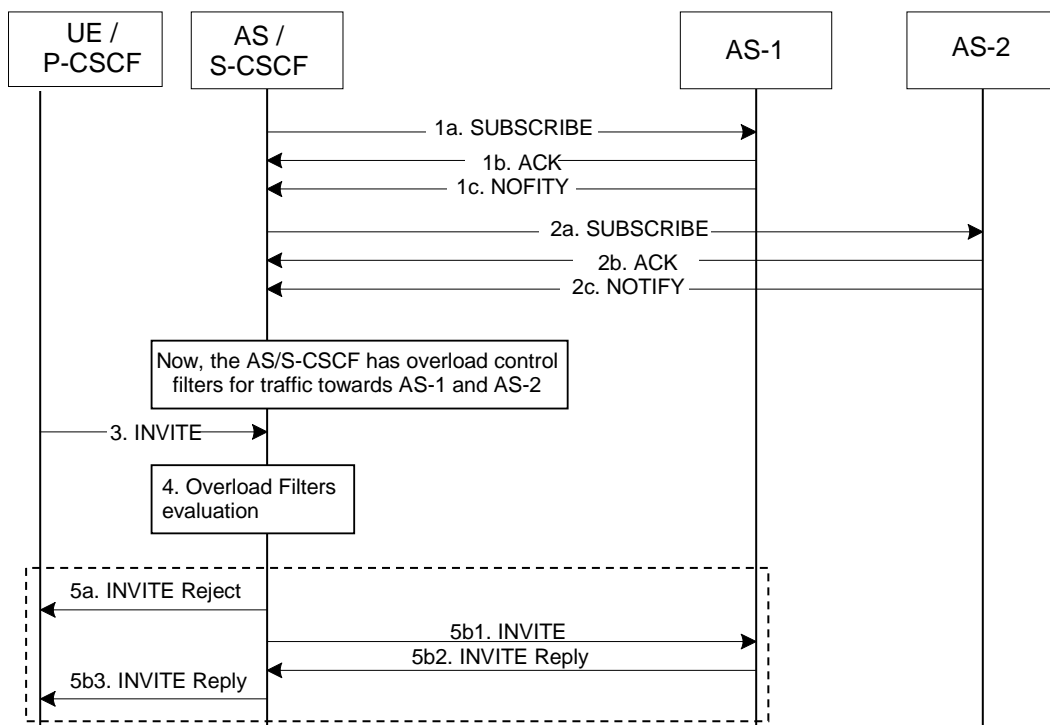 UE /
P-CSCF
AS /
S-CSCF
AS-1
AS-2
1a. SUBSCRIBE
1b. ACK
1c. NOFITY
2a. SUBSCRIBE
2b. ACK
2c. NOTIFY
Now, the AS/S-CSCF has overload control
filters for traffic towards AS-1 and AS-2
3. INVITE
4. Overload Filters
evaluation
5a. INVITE Reject
5b1. INVITE
5b2. INVITE Reply
5b3. INVITE Reply